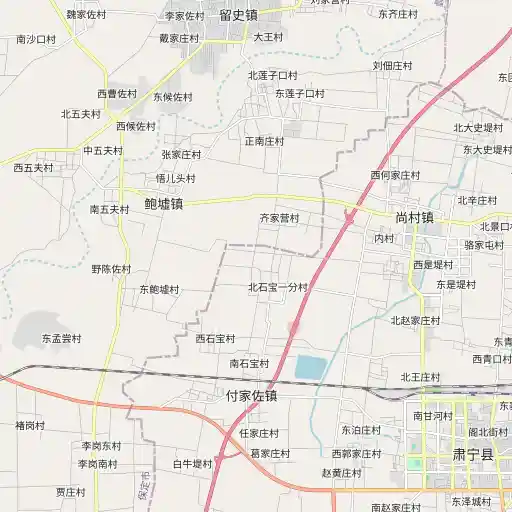 魏家佐村
李家佐村
留史镇
刘家营村
东齐庄村
南沙口村
戴家庄村
大王村
北莲子口村
刘佃庄村
东莲子口村
西曹佐村
东候佐村
北五夫村
西候佐村
正南庄村
北大史堤村
中五夫村
张家庄村
东大史堤村
西五夫村
悟儿头村
西何家庄村
鲍墟镇
北辛庄村
南五夫村
齐家营村
尚村镇
北景口村
内村
骆家屯村
野陈佐村
西是堤村
东鲍墟村
北石宝一分村
东是堤村
北赵家庄村
东孟尝村
西石宝村
南石宝村
西青口村
北王庄村
付家佐镇
南甘河村
褚岗村
任家庄村
东泊庄村
阁北街村
李岗东村
葛家庄村
西郭家庄村
肃宁县
李岗南村
白牛堤村
赵黄庄村
保定市
贾庄村
南赵家庄村
东泽城村